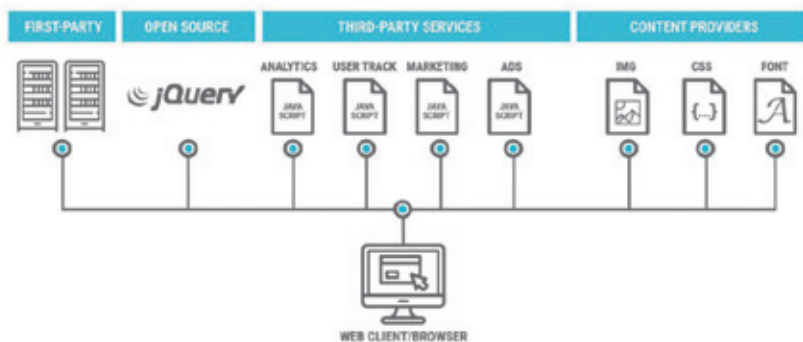 FIRST-PARTY
OPEN SOURCE
THIRD-PARTY SERVICES
CONTENT PROVIDERS
ANALYTICS
USER TRACK
MARKETING
ADS
IMG
CSS
FONT
jQuery
JAVA
SCRIPT
JAVA
SCRIPT
JAVA
SCRIPT
JAVA
SCRIPT
{...}
A
WEB CLIENT/BROWSER